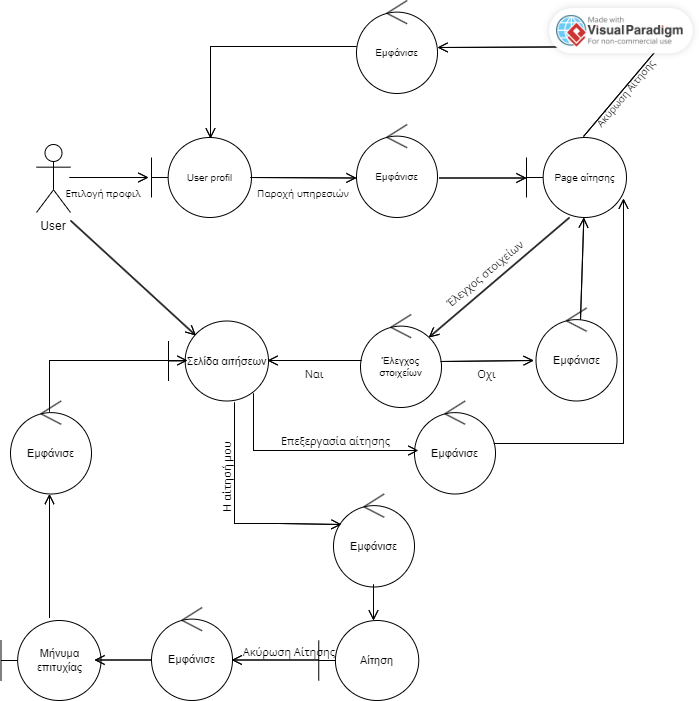 Made with
Visual Paradigm
For non-commercial use
Εμφάνισε
Ακύρωση Αίτησης
User profil
Εμφάνισε
Page αίτησης
Επιλογή προφιλ
Παροχή υπηρεσιών
User
Έλεγχος στοιχείων
Σελίδα αιτήσεων
Ναι
Έλεγχος
στοιχείων
Οχι
Εμφάνισε
Εμφάνισε
Επεξεργασία αίτησης
Εμφάνισε
Η αίτησή μου
Εμφάνισε
Μήνυμα
επιτυχίας
Εμφάνισε
Ακύρωση Αίτησης
Αίτηση